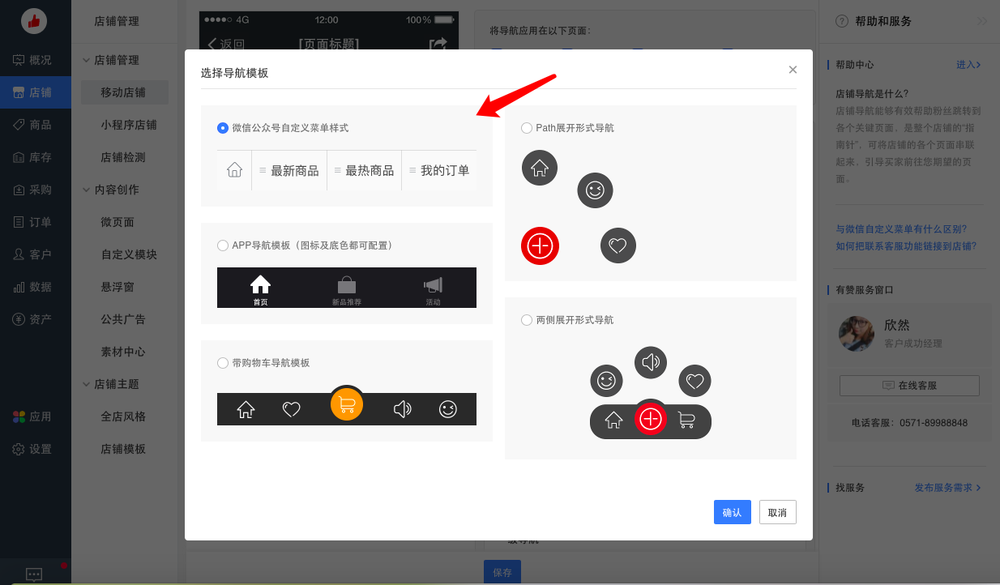 概况
店铺
商品
库存
采购
订单
客户
数据
资产
应用
设置
店铺管理
店铺管理
移动店铺
小程序店铺
店铺检测
内容创作
微页面
自定义模块
悬浮窗
公共广告
素材中心
店铺主题
全店风格
店铺模板
4G 12:00 100%
返回 [页面标题]
将导航应用在以下页面：
选择导航模板
微信公众号自定义菜单样式
最新商品 最热商品 我的订单
APP导航模板（图标及底色都可配置）
首页 新品推荐 活动
带购物车导航模板
Path展开形式导航
两侧展开形式导航
确认 取消
级导航
保存
帮助和服务
帮助中心 进入>
店铺导航是什么?
店铺导航能够有效帮助粉丝跳转到
各个关键页面，是整个店铺的“指
南针”，可将店铺的各个页面串联
起来，引导买家前往您期望的页
面。
与微信自定义菜单有什么区别?
如何把联系客服功能链接到店铺?
有赞服务窗口
欣然
客户成功经理
在线客服
电话客服：0571-89988848
找服务 发布服务需求 >